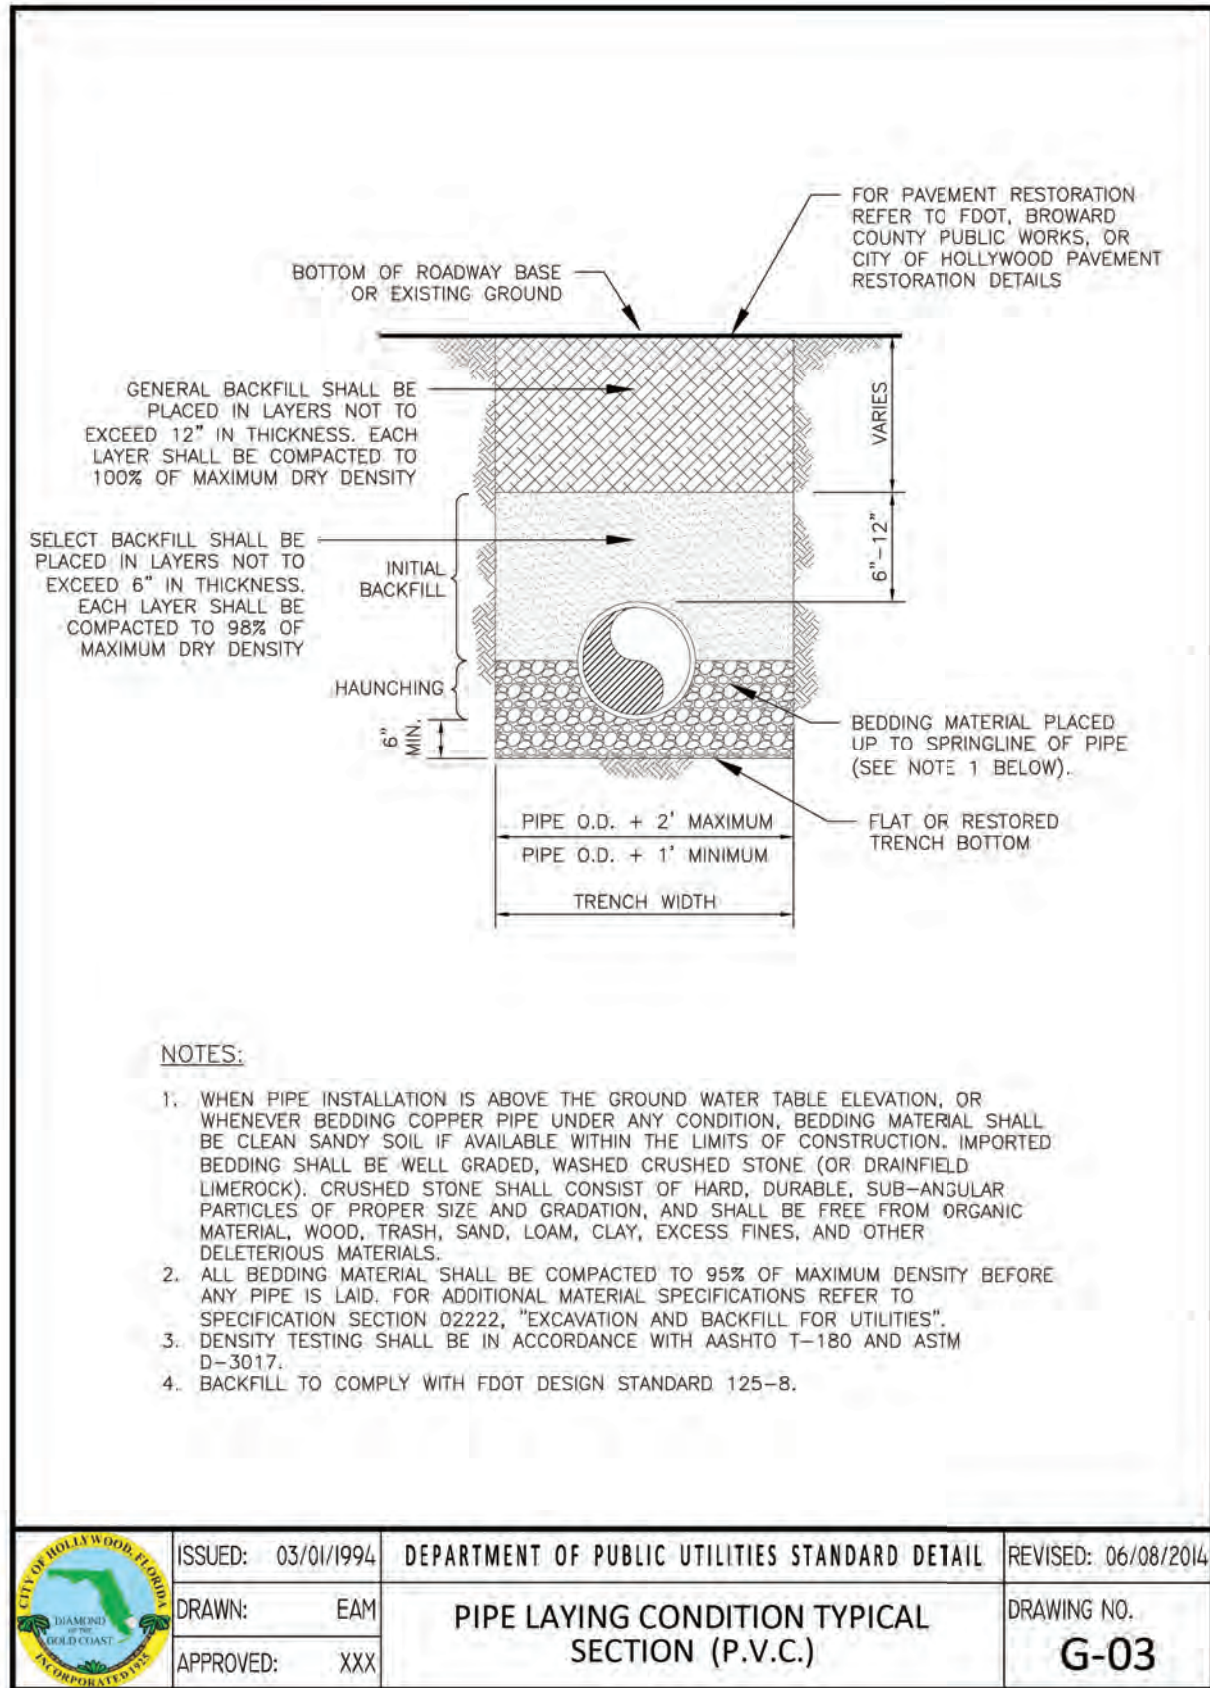 FOR PAVEMENT RESTORATION
REFER TO FDOT, BROWARD
COUNTY PUBLIC WORKS, OR
CITY OF HOLLYWOOD PAVEMENT
RESTORATION DETAILS
BOTTOM OF ROADWAY BASE
OR EXISTING GROUND
GENERAL BACKFILL SHALL BE
PLACED IN LAYERS NOT TO
EXCEED 12" IN THICKNESS. EACH
LAYER SHALL BE COMPACTED TO
100% OF MAXIMUM DRY DENSITY
VARIES
SELECT BACKFILL SHALL BE
PLACED IN LAYERS NOT TO
EXCEED 6" IN THICKNESS.
EACH LAYER SHALL BE
COMPACTED TO 98% OF
MAXIMUM DRY DENSITY
INITIAL
BACKFILL
6"-12"
HAUNCHING
6"
MIN.
BEDDING MATERIAL PLACED
UP TO SPRINGLINE OF PIPE
(SEE NOTE 1 BELOW).
FLAT OR RESTORED
TRENCH BOTTOM
PIPE O.D. + 2' MAXIMUM
PIPE O.D. + 1' MINIMUM
TRENCH WIDTH
NOTES:
1. WHEN PIPE INSTALLATION IS ABOVE THE GROUND WATER TABLE ELEVATION, OR
WHENEVER BEDDING COPPER PIPE UNDER ANY CONDITION, BEDDING MATERIAL SHALL
BE CLEAN SANDY SOIL IF AVAILABLE WITHIN THE LIMITS OF CONSTRUCTION. IMPORTED
BEDDING SHALL BE WELL GRADED, WASHED CRUSHED STONE (OR DRAINFIELD
LIMEROCK). CRUSHED STONE SHALL CONSIST OF HARD, DURABLE, SUB-ANGULAR
PARTICLES OF PROPER SIZE AND GRADATION, AND SHALL BE FREE FROM ORGANIC
MATERIAL, WOOD, TRASH, SAND, LOAM, CLAY, EXCESS FINES, AND OTHER
DELETERIOUS MATERIALS.
2. ALL BEDDING MATERIAL SHALL BE COMPACTED TO 95% OF MAXIMUM DENSITY BEFORE
ANY PIPE IS LAID. FOR ADDITIONAL MATERIAL SPECIFICATIONS REFER TO
SPECIFICATION SECTION 02222, "EXCAVATION AND BACKFILL FOR UTILITIES".
3. DENSITY TESTING SHALL BE IN ACCORDANCE WITH AASHTO T-180 AND ASTM
D-3017.
4. BACKFILL TO COMPLY WITH FDOT DESIGN STANDARD 125-8.
CITY OF HOLLYWOOD, FLORIDA
DIAMOND
OF THE
GOLD COAST
INCORPORATED 1925
ISSUED: 03/01/1994
DRAWN: EAM
APPROVED: XXX
DEPARTMENT OF PUBLIC UTILITIES STANDARD DETAIL
PIPE LAYING CONDITION TYPICAL
SECTION (P.V.C.)
REVISED: 06/08/2014
DRAWING NO.
G-03